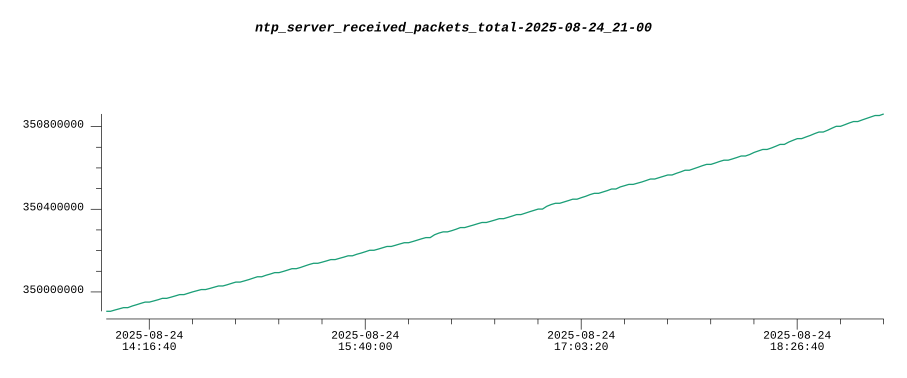 ntp_server_received_packets_total-2025-08-24_21-00
350800000
350400000
350000000
2025-08-24 2025-08-24 2025-08-24 2025-08-24
14:16:40 15:40:00 17:03:20 18:26:40